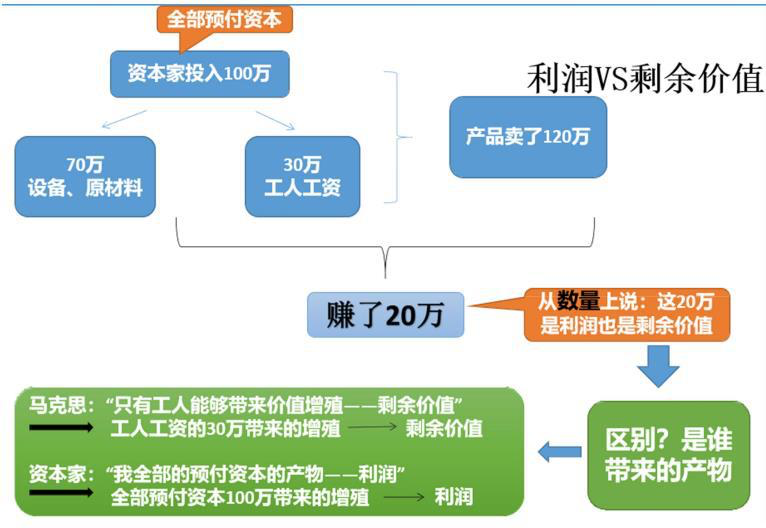 全部预付资本
资本家投入100万
利润VS剩余价值
产品卖了120万
70万
设备、原材料
30万
工人工资
赚了20万
从数量上说：这20万
是利润也是剩余价值
马克思：“只有工人能够带来价值增殖——剩余价值”
工人工资的30万带来的增殖 剩余价值
资本家：“我全部的预付资本的产物——利润”
全部预付资本100万带来的增殖 利润
区别？是谁
带来的产物